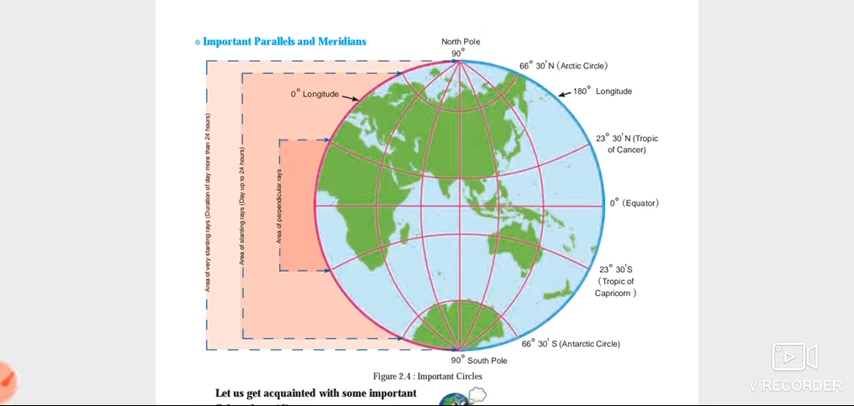 ❂ Important Parallels and Meridians
North Pole
90°
66° 30'N (Arctic Circle)
0° Longitude
180° Longitude
23° 30'N (Tropic
of Cancer)
Area of very slanting rays (Duration of day more than 24 hours)
Area of slanting rays (Day up to 24 hours)
Area of perpendicular rays
0° (Equator)
23° 30'S
(Tropic of
Capricorn )
66° 30' S (Antarctic Circle)
90° South Pole
Figure 2.4 : Important Circles
Let us get acquainted with some important
V RECORDER